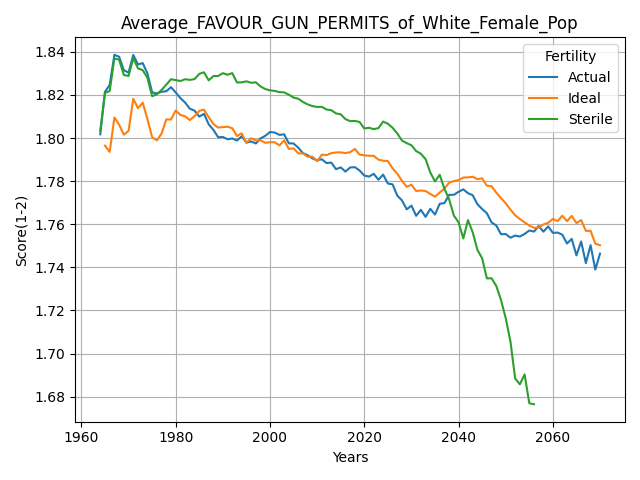 Average_FAVOUR_GUN_PERMITS_of_White_Female_Pop
Fertility
Actual
Ideal
Sterile
Score(1-2)
1.84
1.82
1.80
1.78
1.76
1.74
1.72
1.70
1.68
1960
1980
2000
2020
2040
2060
Years